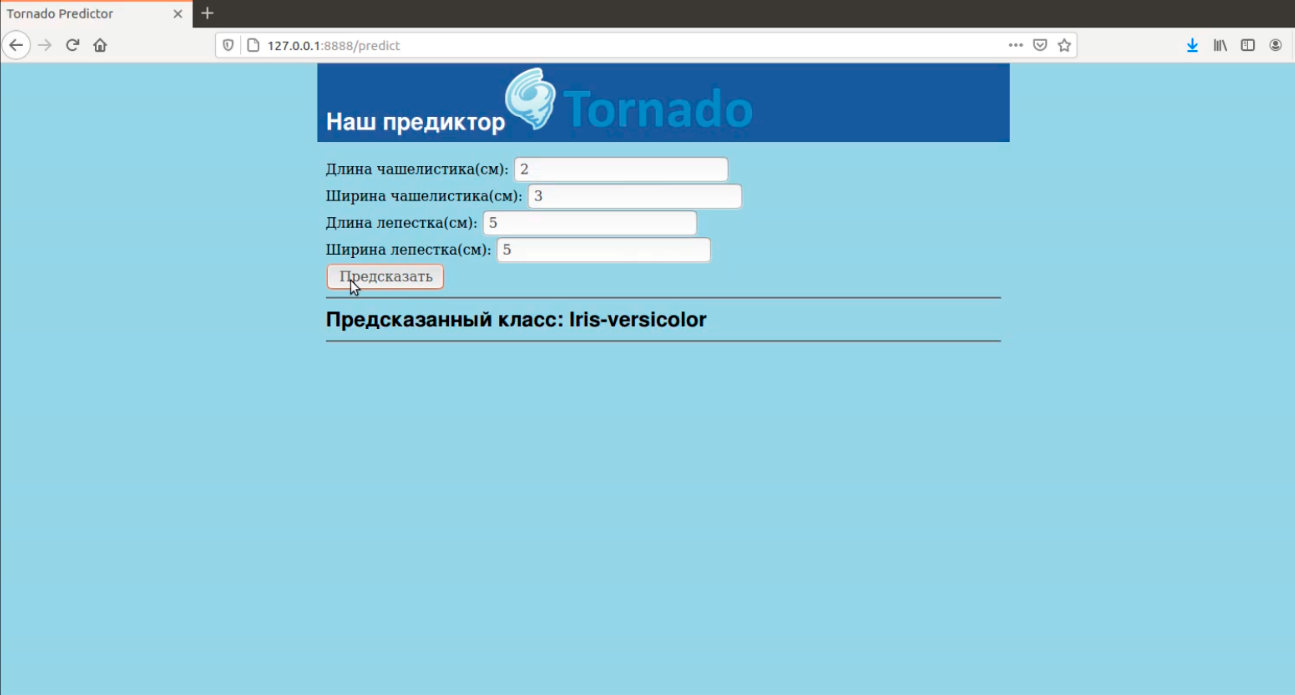 Tornado Predictor
127.0.0.1:8888/predict
Наш предиктор Tornado
Длина чашелистика(см): 2
Ширина чашелистика(см): 3
Длина лепестка(см): 5
Ширина лепестка(см): 5
Предсказать
Предсказанный класс: Iris-versicolor